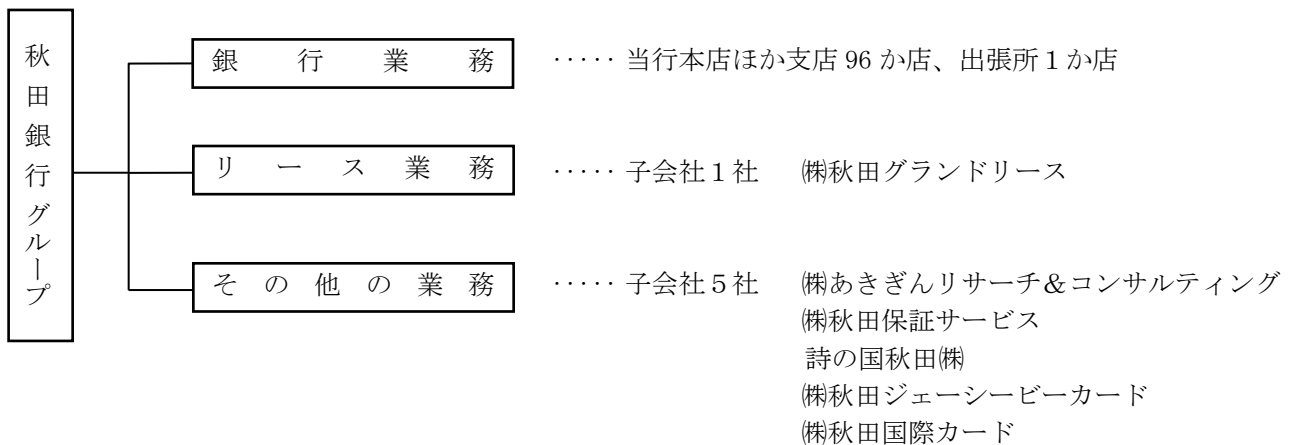 秋田銀行グループ
銀行業務 ····· 当行本店ほか支店 96 か店、出張所１か店
リース業務 ····· 子会社１社 ㈱秋田グランドリース
その他の業務 ····· 子会社５社 ㈱あきぎんリサーチ＆コンサルティング
㈱秋田保証サービス
詩の国秋田㈱
㈱秋田ジェーシービーカード
㈱秋田国際カード